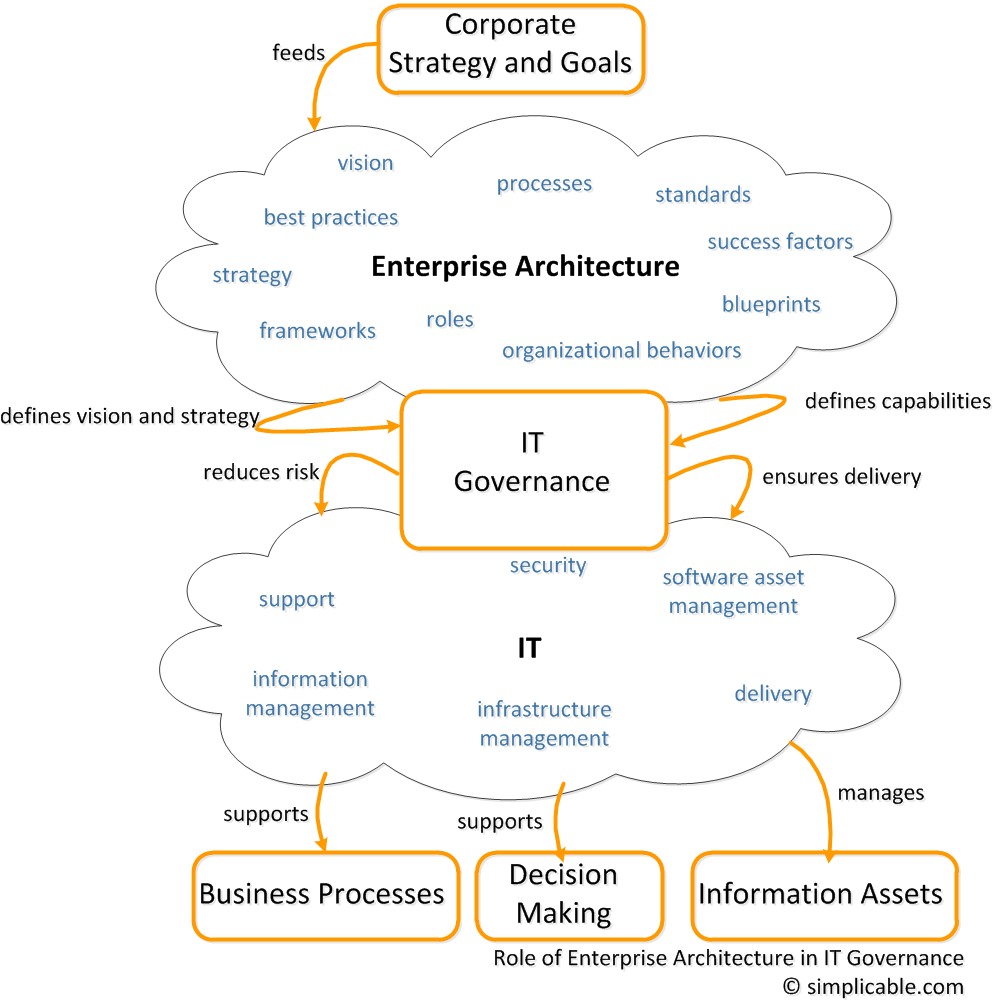 Corporate
Strategy and Goals
feeds
vision
processes
standards
best practices
success factors
Enterprise Architecture
strategy
blueprints
frameworks
roles
organizational behaviors
defines vision and strategy
defines capabilities
IT
Governance
reduces risk
ensures delivery
security
software asset
management
support
IT
information
management
delivery
infrastructure
management
manages
supports
supports
Business Processes
Decision
Making
Information Assets
Role of Enterprise Architecture in IT Governance
© simplicable.com